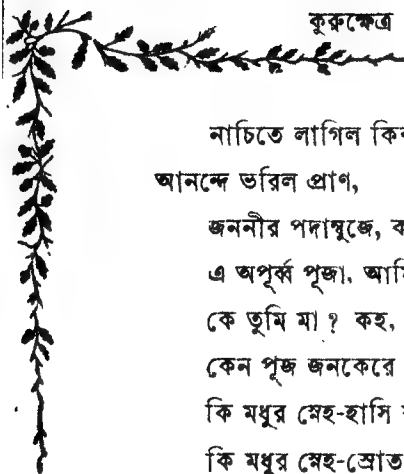 কুরুক্ষেত্র
নাচিতে লাগিল
আনন্দে ভরিল প্রাণ,
জননীর পদাম্বুজে,
এ অপূর্ব্ব পূজা.
কে তুমি মা ? কহ,
কেন পূজ জনকেরে
কি মধুর স্নেহ-হাসি
কি মধুর স্নেহ-স্রোত